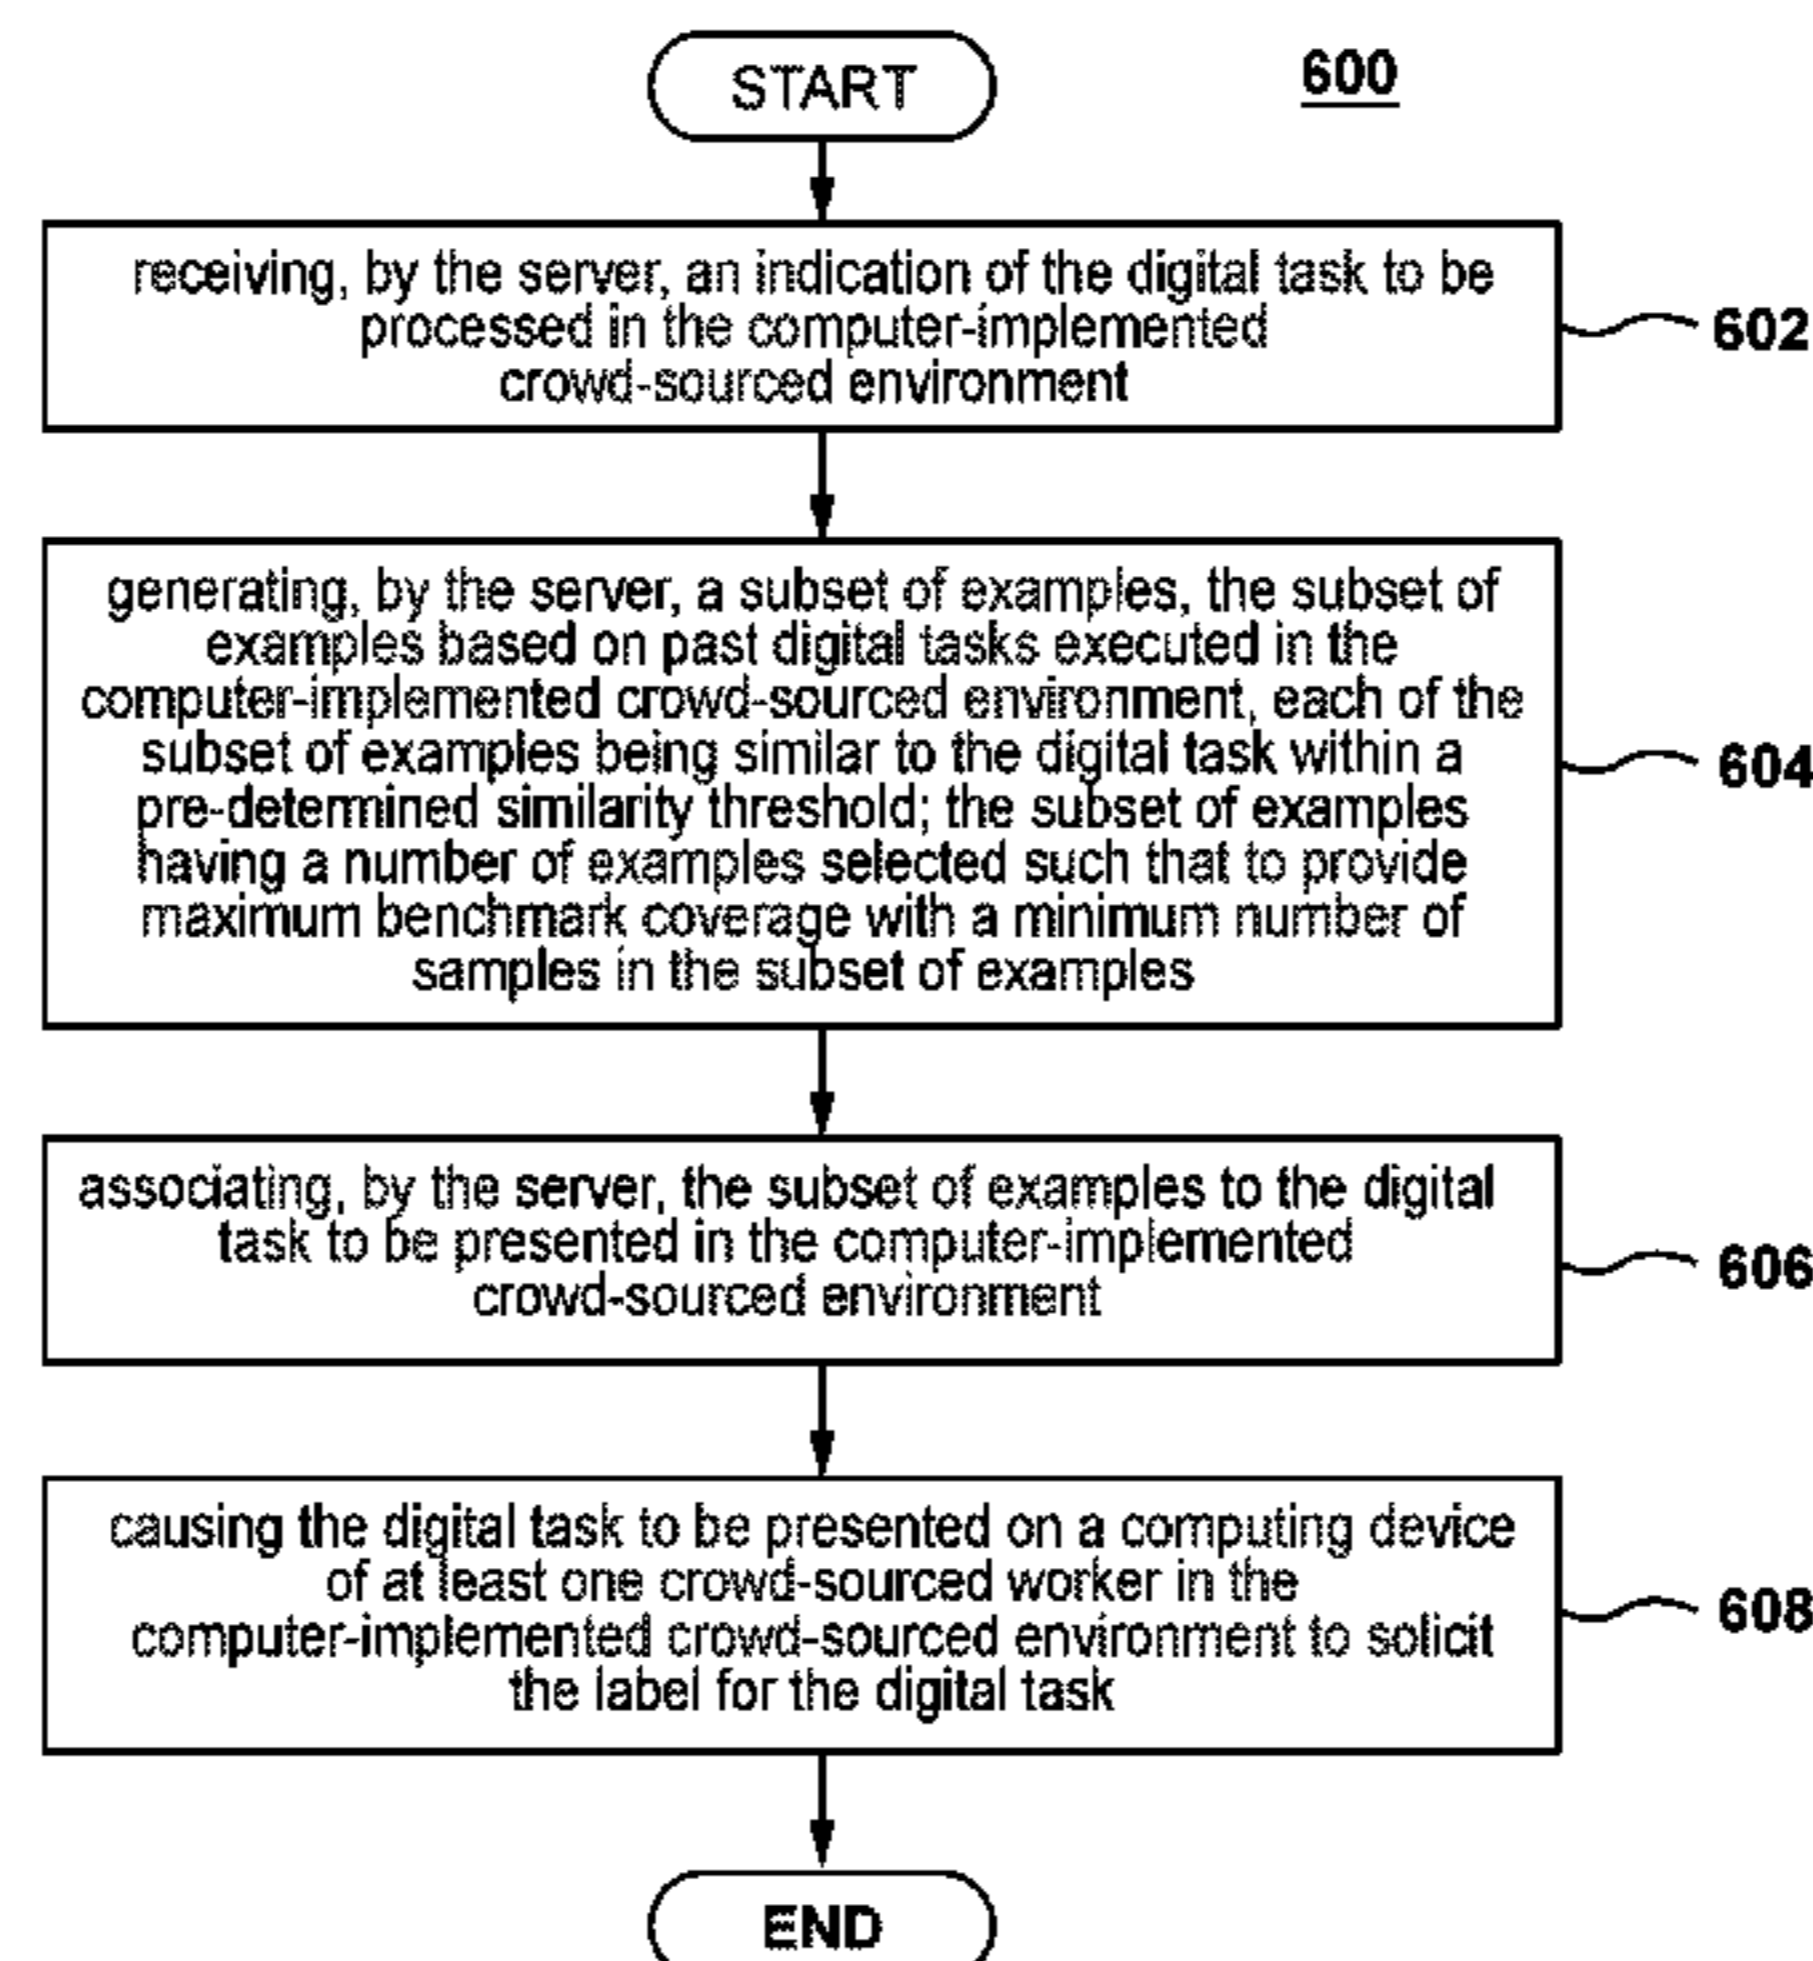 START
600
receiving, by the server, an indication of the digital task to be
processed in the computer-implemented
crowd-sourced environment
602
generating, by the server, a subset of examples, the subset of
examples based on past digital tasks executed in the
computer-implemented crowd-sourced environment, each of the
subset of examples being similar to the digital task within a
pre-determined similarity threshold; the subset of examples
having a number of examples selected such that to provide
maximum benchmark coverage with a minimum number of
samples in the subset of examples
604
associating, by the server, the subset of examples to the digital
task to be presented in the computer-implemented
crowd-sourced environment
606
causing the digital task to be presented on a computing device
of at least one crowd-sourced worker in the
computer-implemented crowd-sourced environment to solicit
the label for the digital task
608
END